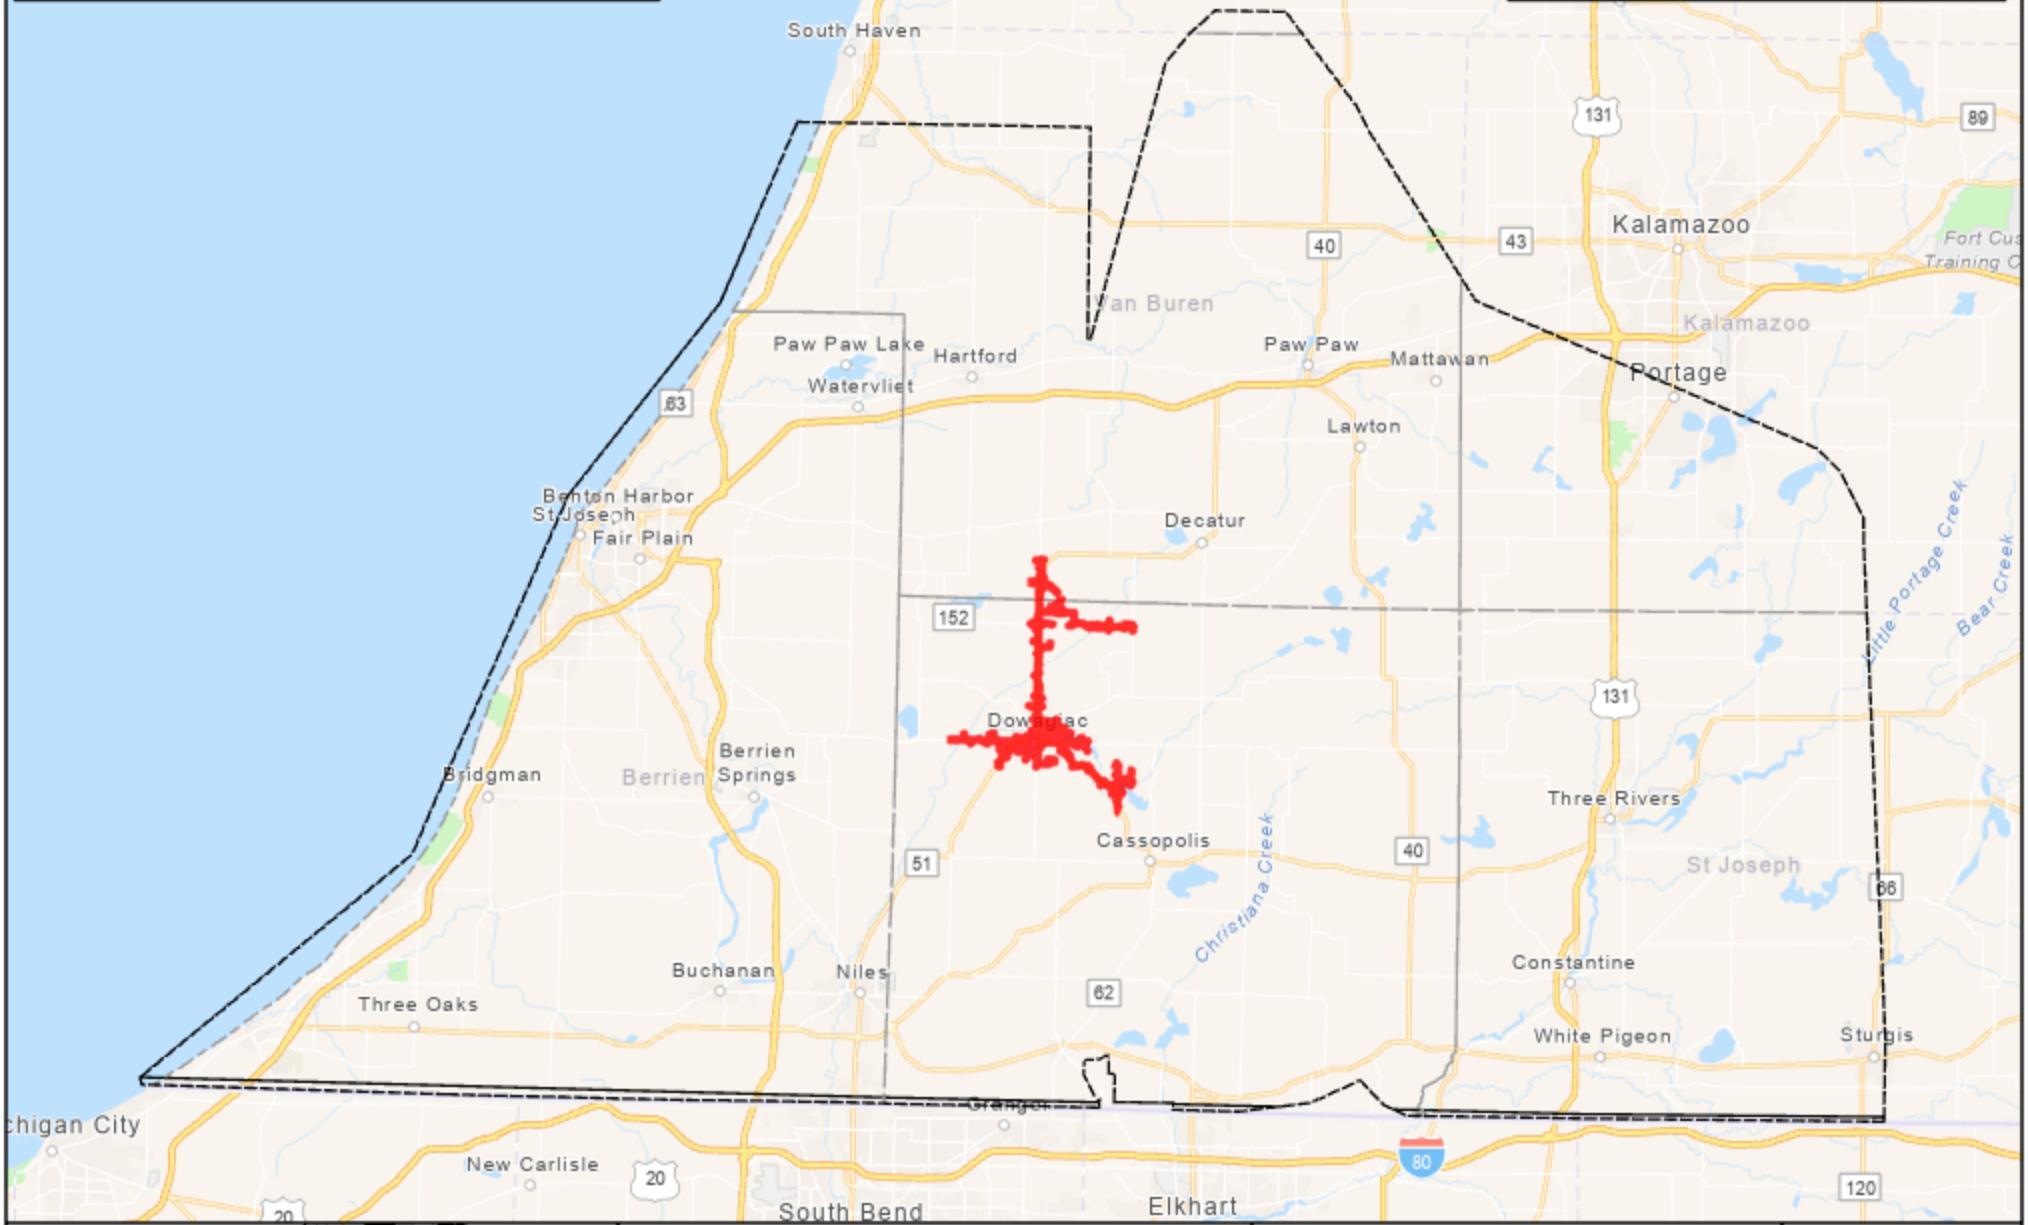 South Haven
131
89
Kalamazoo
40
43
Fort Cus
Training C
Van Buren
Kalamazoo
Paw Paw Lake
Hartford
Paw Paw
Mattawan
Portage
Watervliet
63
Lawton
Benton Harbor
St Joseph
Fair Plain
Decatur
Little Portage Creek
Bear Creek
152
131
Dowagiac
Berrien
Springs
Bridgman
Berrien
Three Rivers
Cassopolis
Christiana Creek
51
40
St Joseph
66
Buchanan
Niles
Constantine
62
Three Oaks
White Pigeon
Sturgis
Granger
chigan City
New Carlisle
20
80
120
20
South Bend
Elkhart